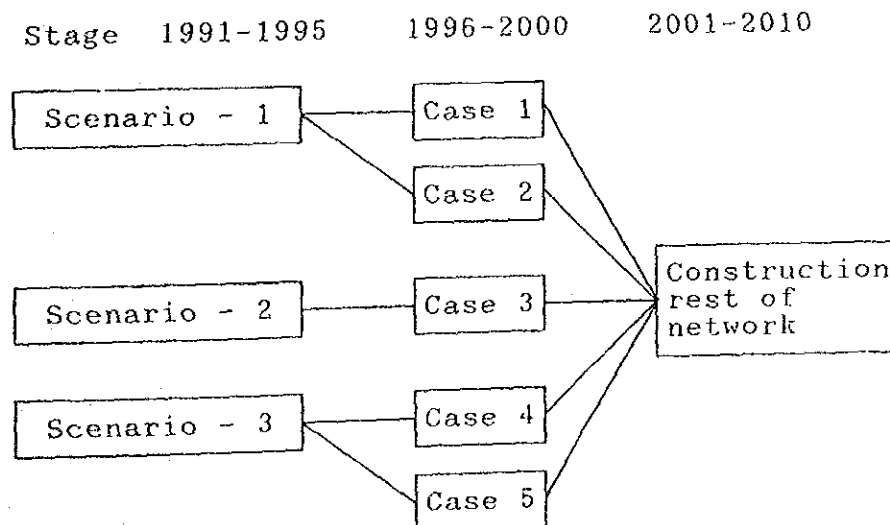 Stage 1991-1995 1996-2000 2001-2010
Scenario - 1
Case 1
Case 2
Scenario - 2
Case 3
Construction
rest of
network
Scenario - 3
Case 4
Case 5